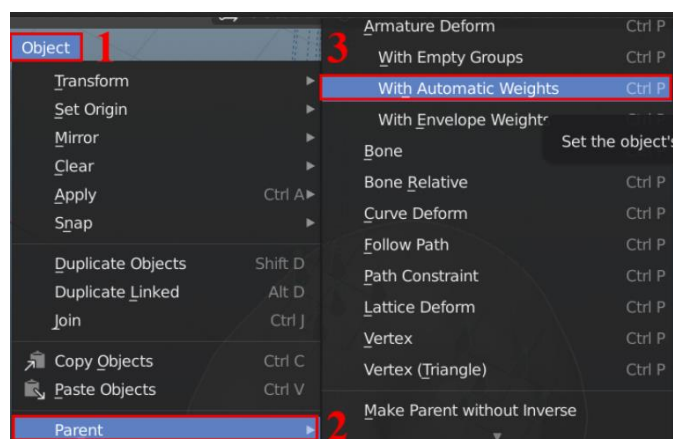 Object 1
Transform
Set Origin
Mirror
Clear
Apply Ctrl A
Snap
Duplicate Objects Shift D
Duplicate Linked Alt D
Join Ctrl J
Copy Objects Ctrl C
Paste Objects Ctrl V
Parent 2
3
Armature Deform Ctrl P
With Empty Groups Ctrl P
With Automatic Weights Ctrl P
With Envelope Weights
Set the object's
Bone
Bone Relative Ctrl P
Curve Deform Ctrl P
Follow Path Ctrl P
Path Constraint Ctrl P
Lattice Deform Ctrl P
Vertex Ctrl P
Vertex (Triangle) Ctrl P
Make Parent without Inverse